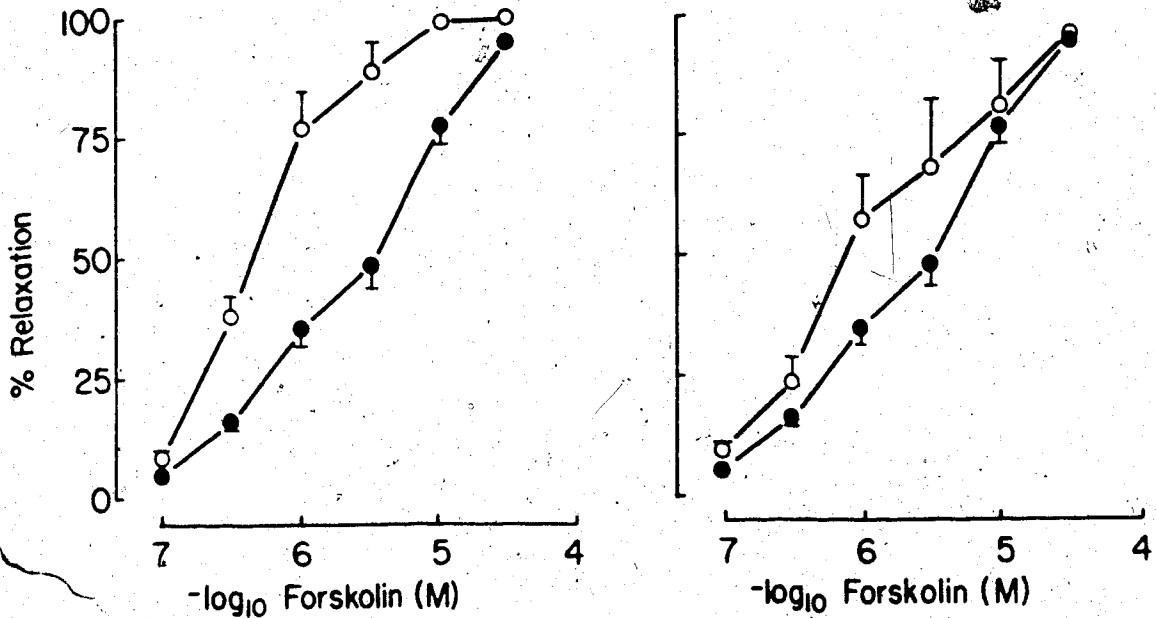 100
75
50
25
0
% Relaxation
7 6 5 4
-log₁₀ Forskolin (M)
7 6 5 4
-log₁₀ Forskolin (M)